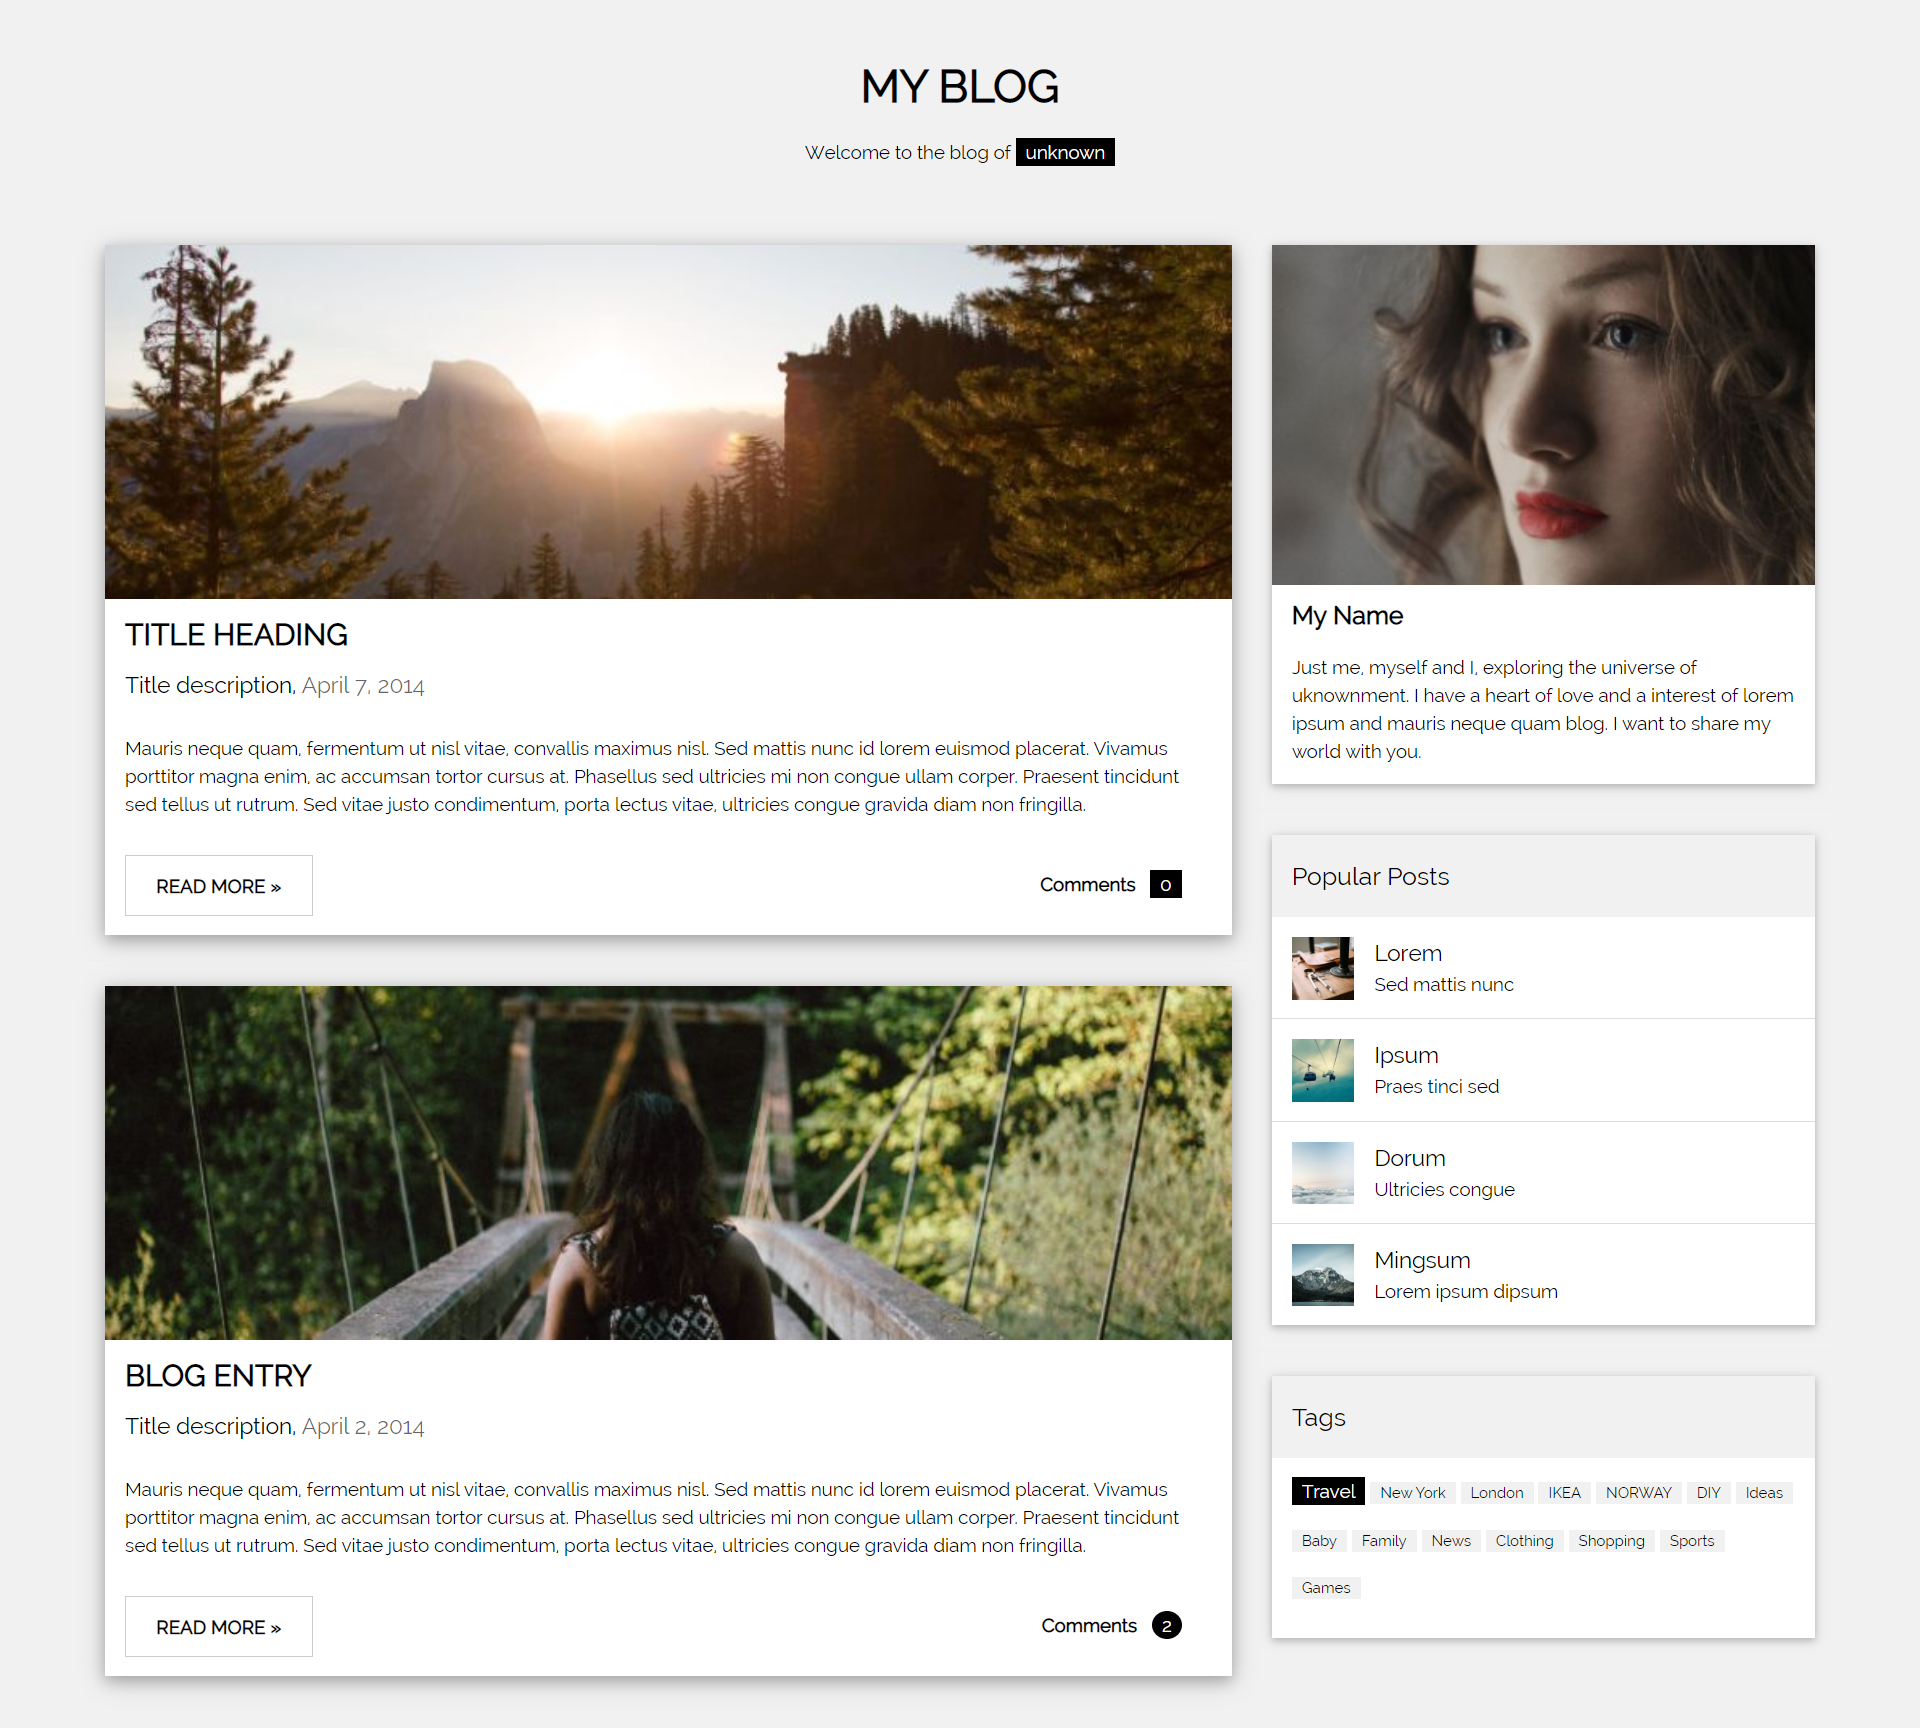 MY BLOG
Welcome to the blog of unknown
TITLE HEADING
Title description, April 7, 2014
Mauris neque quam, fermentum ut nisl vitae, convallis maximus nisl. Sed mattis nunc id lorem euismod placerat. Vivamus
porttitor magna enim, ac accumsan tortor cursus at. Phasellus sed ultricies mi non congue ullam corper. Praesent tincidunt
sed tellus ut rutrum. Sed vitae justo condimentum, porta lectus vitae, ultricies congue gravida diam non fringilla.
READ MORE »
Comments 0
BLOG ENTRY
Title description, April 2, 2014
Mauris neque quam, fermentum ut nisl vitae, convallis maximus nisl. Sed mattis nunc id lorem euismod placerat. Vivamus
porttitor magna enim, ac accumsan tortor cursus at. Phasellus sed ultricies mi non congue ullam corper. Praesent tincidunt
sed tellus ut rutrum. Sed vitae justo condimentum, porta lectus vitae, ultricies congue gravida diam non fringilla.
READ MORE »
Comments 2
My Name
Just me, myself and I, exploring the universe of
uknownment. I have a heart of love and a interest of lorem
ipsum and mauris neque quam blog. I want to share my
world with you.
Popular Posts
Lorem
Sed mattis nunc
Ipsum
Praes tinci sed
Dorum
Ultricies congue
Mingsum
Lorem ipsum dipsum
Tags
Travel New York London IKEA NORWAY DIY Ideas
Baby Family News Clothing Shopping Sports
Games